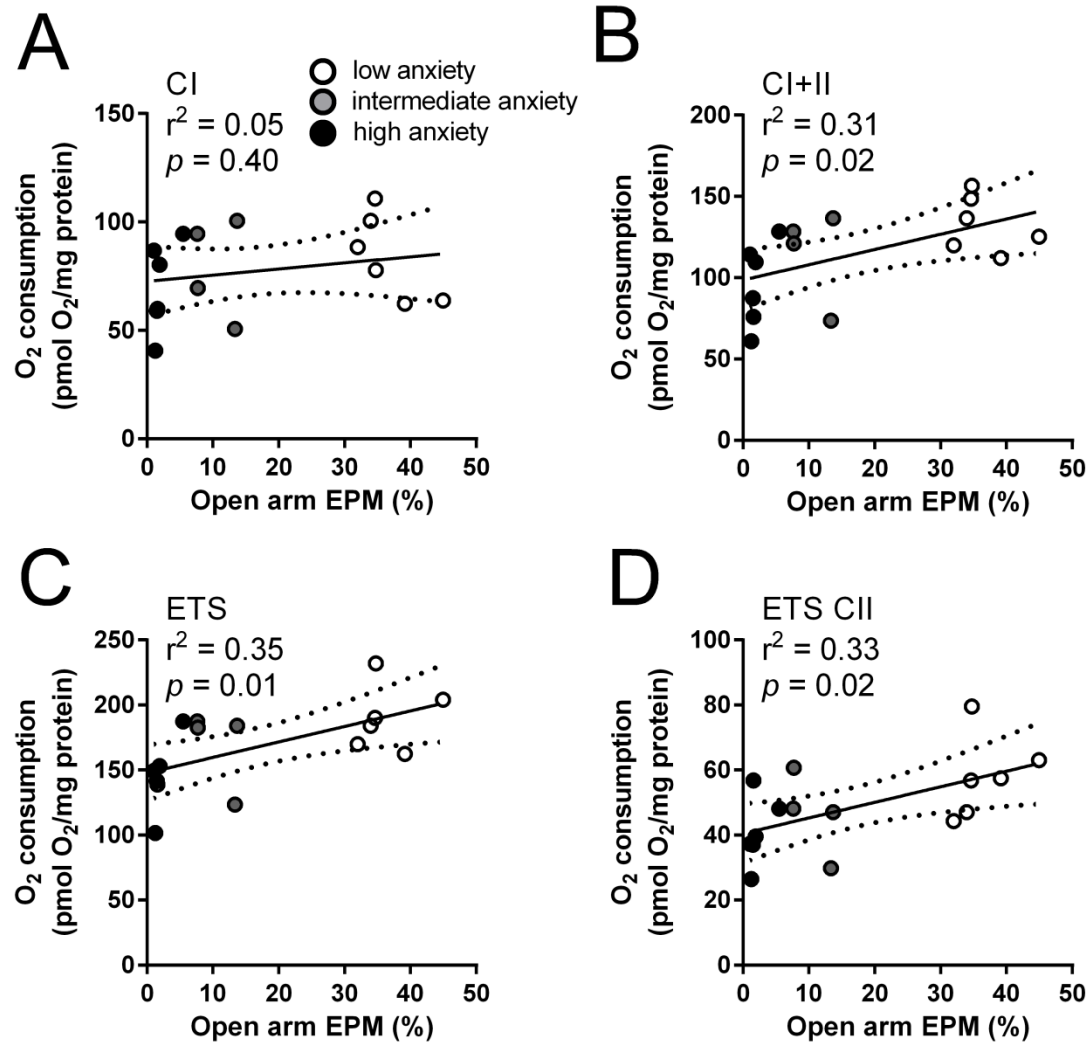 A
CI
r² = 0.05
p = 0.40
low anxiety
intermediate anxiety
high anxiety
O₂ consumption
(pmol O₂/mg protein)
150
100
50
0
0 10 20 30 40 50
Open arm EPM (%)
B
CI+II
r² = 0.31
p = 0.02
O₂ consumption
(pmol O₂/mg protein)
200
150
100
50
0
0 10 20 30 40 50
Open arm EPM (%)
C
ETS
r² = 0.35
p = 0.01
O₂ consumption
(pmol O₂/mg protein)
250
200
150
100
50
0
0 10 20 30 40 50
Open arm EPM (%)
D
ETS CII
r² = 0.33
p = 0.02
O₂ consumption
(pmol O₂/mg protein)
100
80
60
40
20
0
0 10 20 30 40 50
Open arm EPM (%)